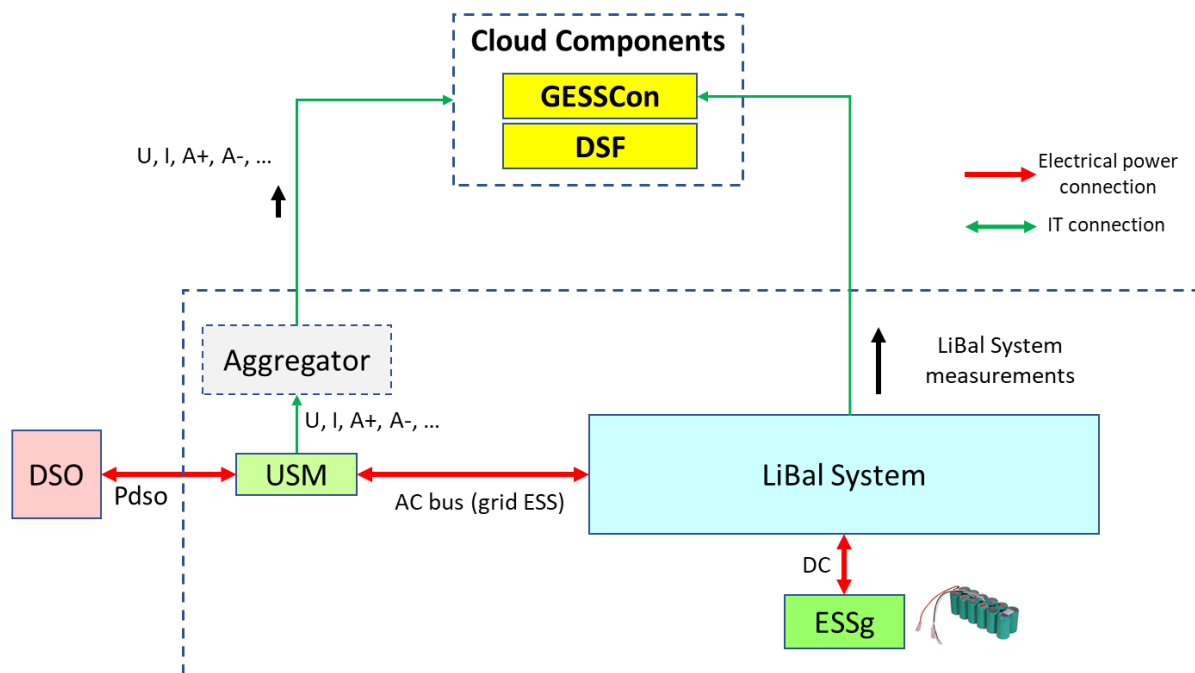 Cloud Components
GESSCon
DSF
U, I, A+, A-, ...
Electrical power
connection
IT connection
Aggregator
LiBal System
measurements
U, I, A+, A-, ...
DSO
Pdso
USM
AC bus (grid ESS)
LiBal System
DC
ESSg